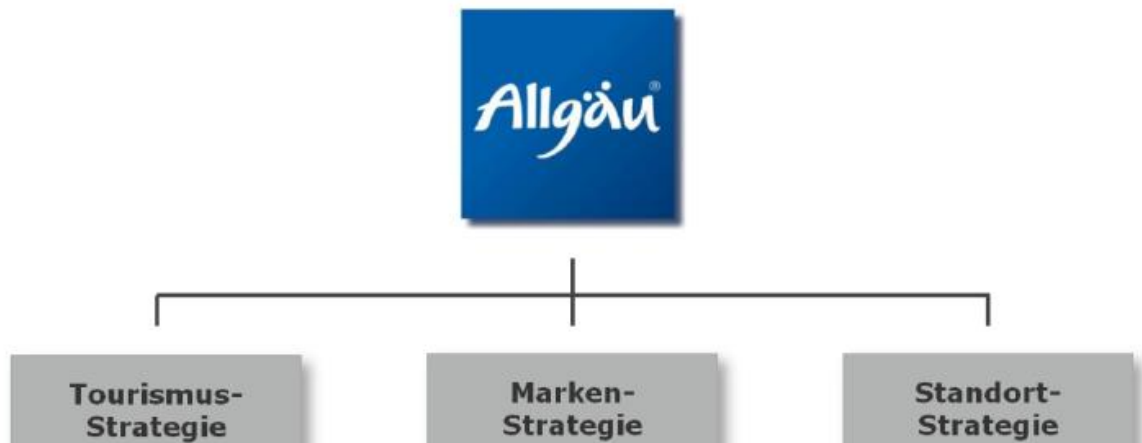 Allgäu®
Tourismus-
Strategie
Marken-
Strategie
Standort-
Strategie